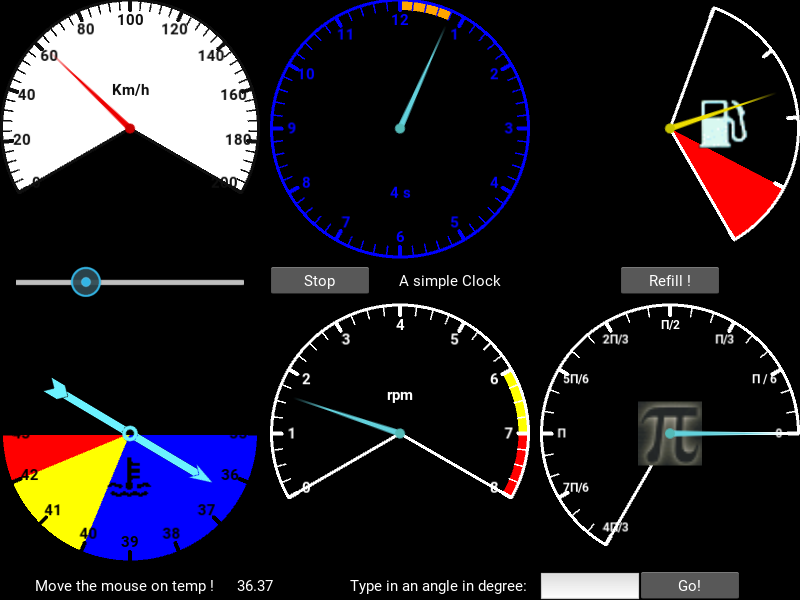 0
20
40
60
80
100
120
140
160
180
200
Km/h
12
1
2
3
4
5
6
7
8
9
10
11
4 s
Stop
A simple Clock
Refill !
43
42
41
40
39
38
37
36
0
1
2
3
4
5
6
7
8
rpm
0
Π / 6
Π/3
Π/2
2Π/3
5Π/6
Π
7Π/6
4Π/3
π
Move the mouse on temp ! 36.37
Type in an angle in degree:
Go!